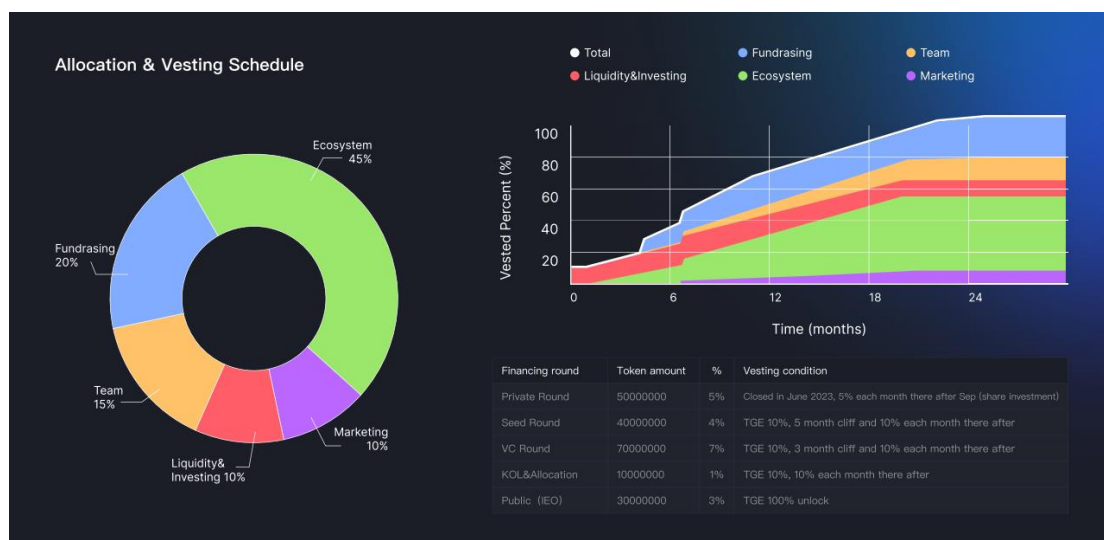 Allocation & Vesting Schedule
Ecosystem
45%
Fundrasing
20%
Team
15%
Liquidity&
Investing 10%
Marketing
10%
Total
Fundrasing
Team
Liquidity&Investing
Ecosystem
Marketing
Vested Percent (%)
100
80
60
40
20
0 6 12 18 24
Time (months)
Financing round Token amount % Vesting condition
Private Round 50000000 5% Closed in June 2023, 5% each month there after Sep (share investment)
Seed Round 40000000 4% TGE 10%, 5 month cliff and 10% each month there after
VC Round 70000000 7% TGE 10%, 3 month cliff and 10% each month there after
KOL&Allocation 10000000 1% TGE 10%, 10% each month there after
Public（IEO） 30000000 3% TGE 100% unlock